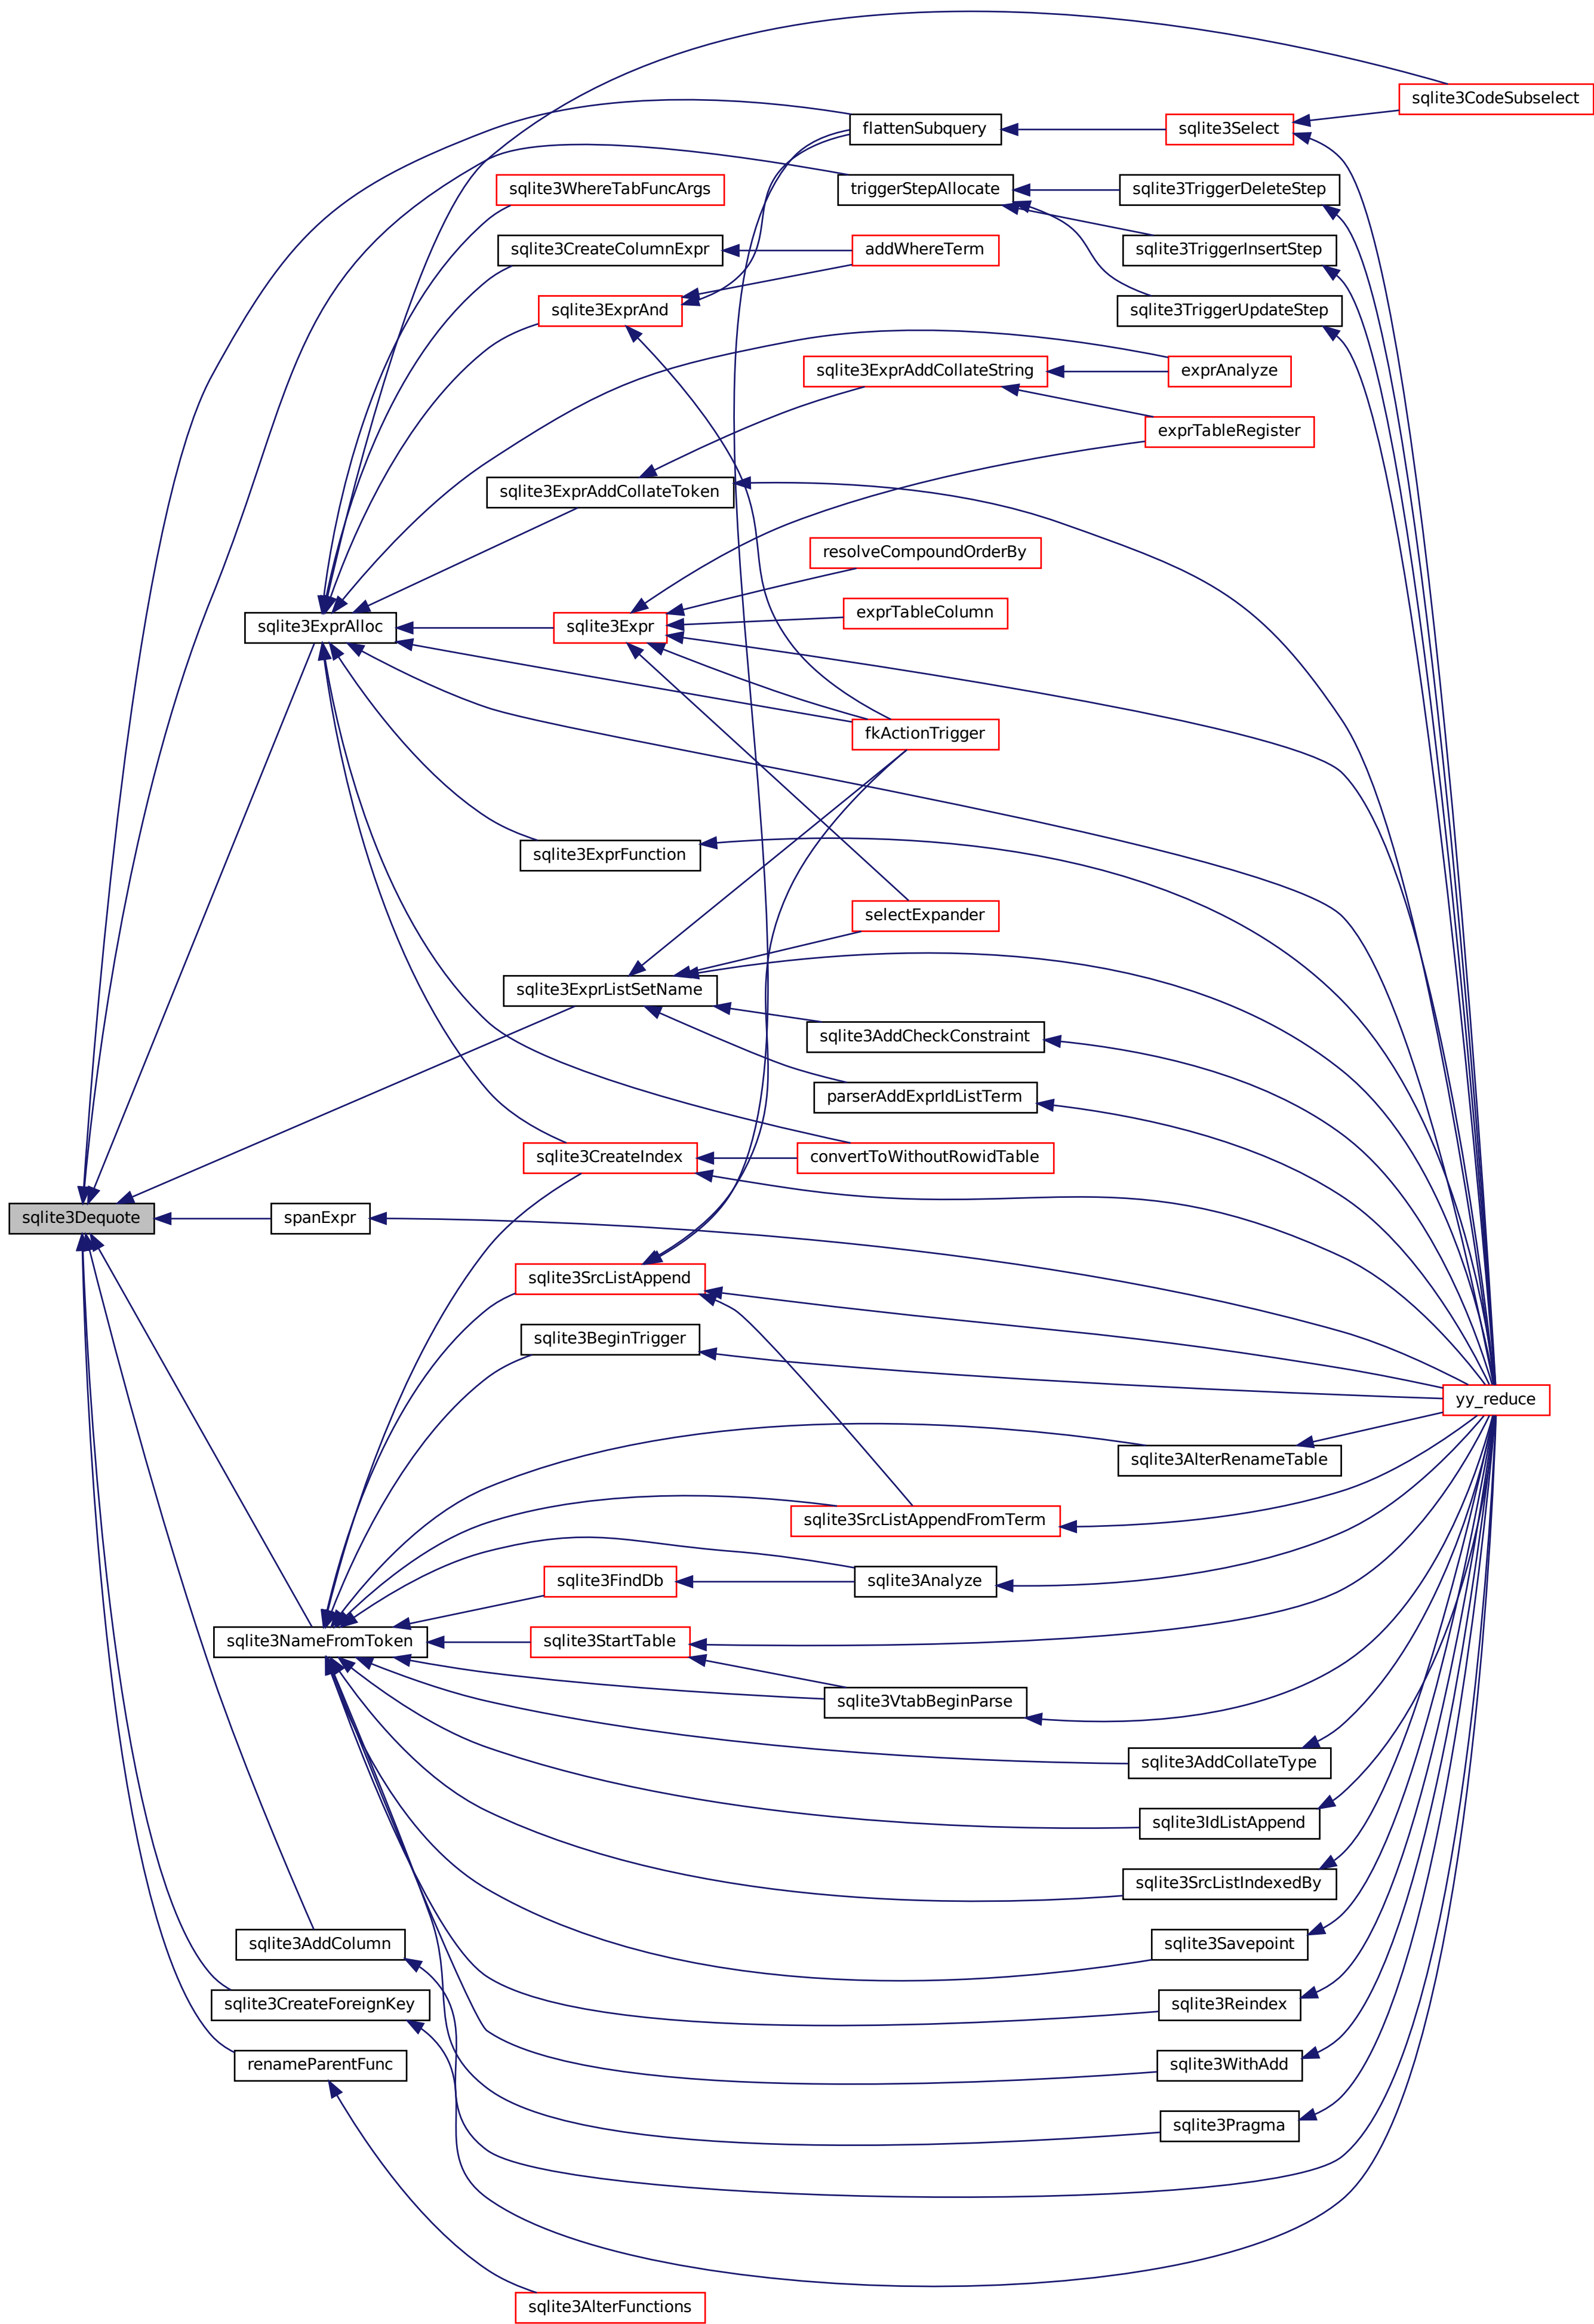 sqlite3CodeSubselect
flattenSubquery
sqlite3Select
sqlite3WhereTabFuncArgs
triggerStepAllocate
sqlite3TriggerDeleteStep
sqlite3CreateColumnExpr
addWhereTerm
sqlite3TriggerInsertStep
sqlite3ExprAnd
sqlite3TriggerUpdateStep
sqlite3ExprAddCollateString
exprAnalyze
exprTableRegister
sqlite3ExprAddCollateToken
resolveCompoundOrderBy
exprTableColumn
sqlite3ExprAlloc
sqlite3Expr
fkActionTrigger
sqlite3ExprFunction
selectExpander
sqlite3ExprListSetName
sqlite3AddCheckConstraint
parserAddExprIdListTerm
sqlite3CreateIndex
convertToWithoutRowidTable
sqlite3Dequote
spanExpr
sqlite3SrcListAppend
sqlite3BeginTrigger
yy_reduce
sqlite3AlterRenameTable
sqlite3SrcListAppendFromTerm
sqlite3FindDb
sqlite3Analyze
sqlite3NameFromToken
sqlite3StartTable
sqlite3VtabBeginParse
sqlite3AddCollateType
sqlite3IdListAppend
sqlite3SrcListIndexedBy
sqlite3AddColumn
sqlite3Savepoint
sqlite3CreateForeignKey
sqlite3Reindex
renameParentFunc
sqlite3WithAdd
sqlite3Pragma
sqlite3AlterFunctions